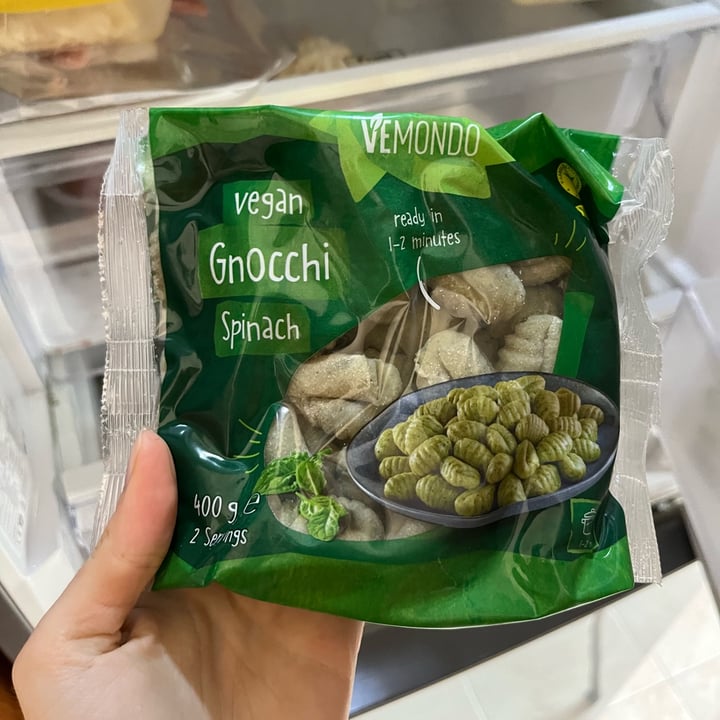 VEMONDO
vegan
Gnocchi
Spinach
ready in
1-2 minutes
400 g e
2 Servings